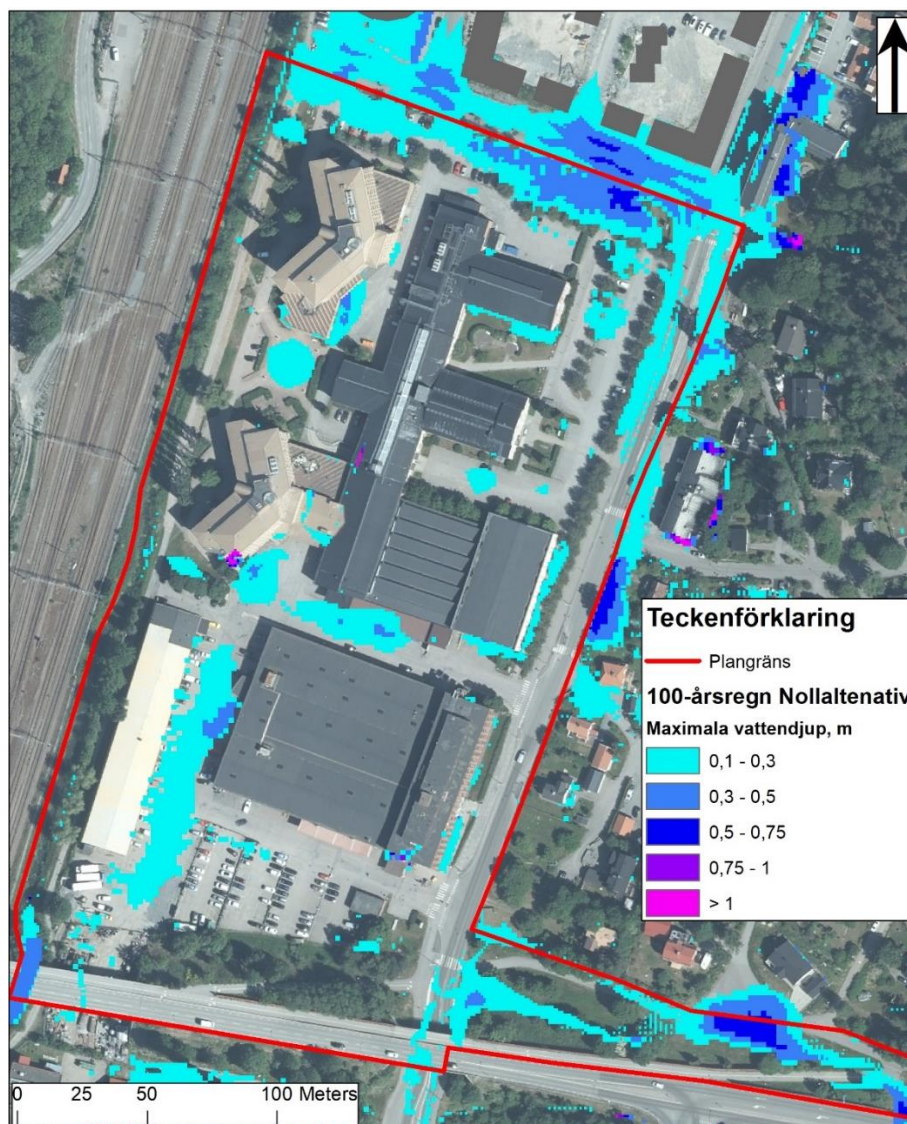 Teckenförklaring
Plangräns
100-årsregn Nollaltenativ
Maximala vattendjup, m
0,1 - 0,3
0,3 - 0,5
0,5 - 0,75
0,75 - 1
> 1
0 25 50 100 Meters